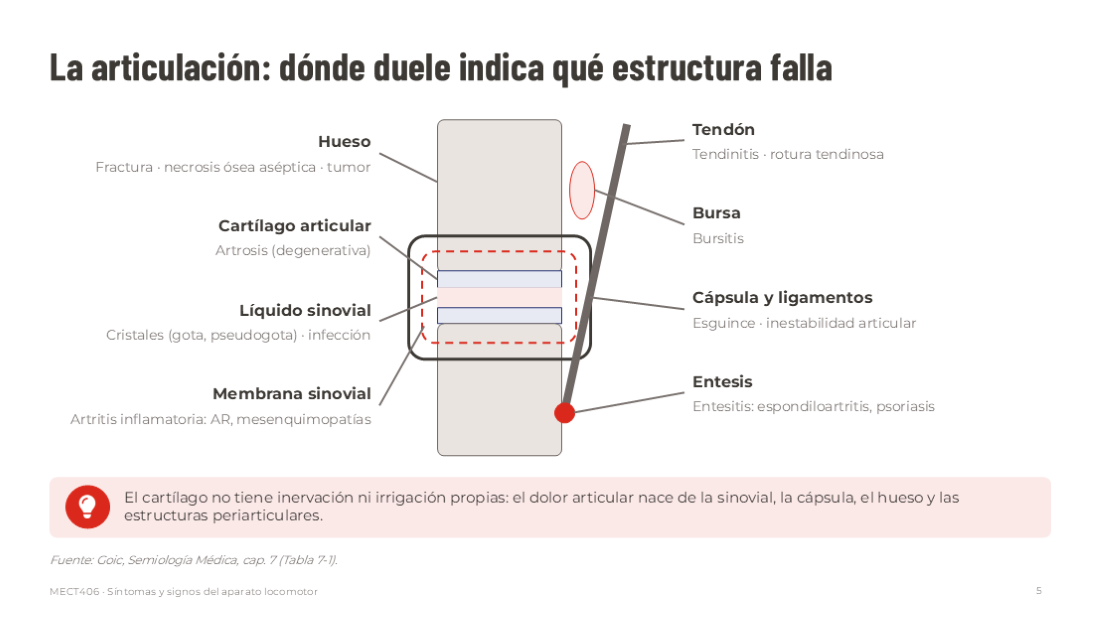 La articulación: dónde duele indica qué estructura falla
Hueso
Fractura · necrosis ósea aséptica · tumor
Cartílago articular
Artrosis (degenerativa)
Líquido sinovial
Cristales (gota, pseudogota) · infección
Membrana sinovial
Artritis inflamatoria: AR, mesenquimopatías
Tendón
Tendinitis · rotura tendinosa
Bursa
Bursitis
Cápsula y ligamentos
Esguince · inestabilidad articular
Entesis
Entesitis: espondiloartritis, psoriasis
El cartílago no tiene inervación ni irrigación propias: el dolor articular nace de la sinovial, la cápsula, el hueso y las
estructuras periarticulares.
Fuente: Goic, Semiología Médica, cap. 7 (Tabla 7-1).
MECT406 · Síntomas y signos del aparato locomotor
5